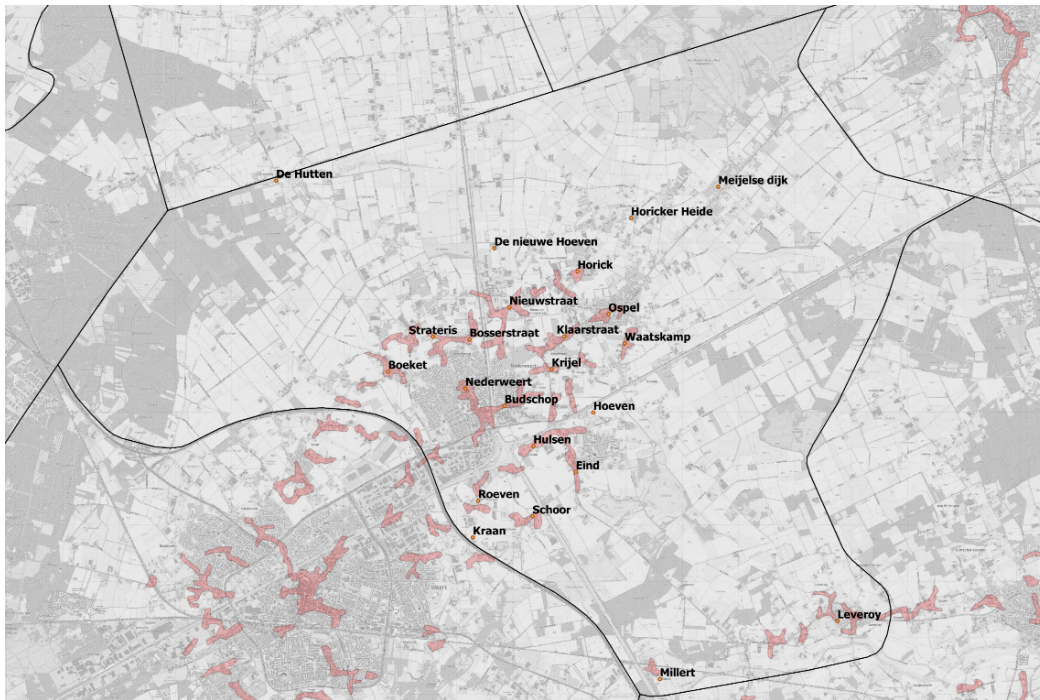 De Hutten
Meijelse dijk
Horicker Heide
De nieuwe Hoeven
Horick
Nieuwstraat
Ospel
Strateris
Bosserstraat
Klaarstraat
Waatskamp
Boeket
Krijel
Nederweert
Budschop
Hoeven
Hulsen
Eind
Roeven
Schoor
Kraan
Leveroy
Millert